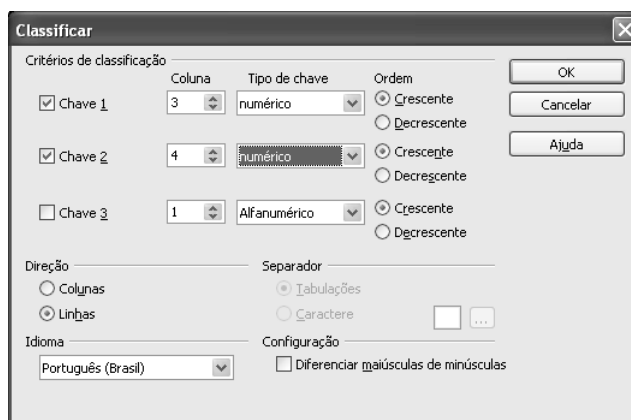 Classificar
Critérios de classificação
Coluna Tipo de chave Ordem
Chave 1 3 numérico Crescente
Decrescente
Chave 2 4 numérico Crescente
Decrescente
Chave 3 1 Alfanumérico Crescente
Decrescente
OK
Cancelar
Ajuda
Direção
Colunas
Linhas
Separador
Tabulações
Caractere ...
Idioma
Português (Brasil)
Configuração
Diferenciar maiúsculas de minúsculas